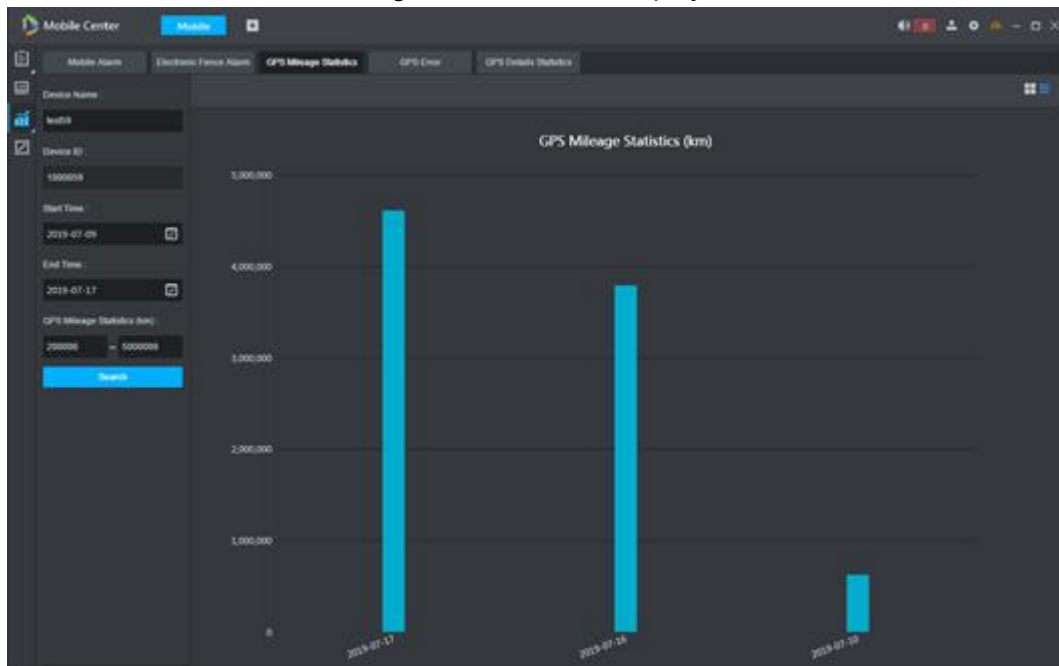 Mobile Center
Mobile
Mobile Alarm
Electronic Fence Alarm
GPS Mileage Statistics
GPS Error
GPS Details Statistics
Device Name :
test59
Device ID :
1000059
Start Time :
2019-07-09
End Time :
2019-07-17
GPS Mileage Statistics (km) :
200000 – 5000000
Search
GPS Mileage Statistics (km)
5,000,000
4,000,000
3,000,000
2,000,000
1,000,000
0
2019-07-17
2019-07-16
2019-07-10